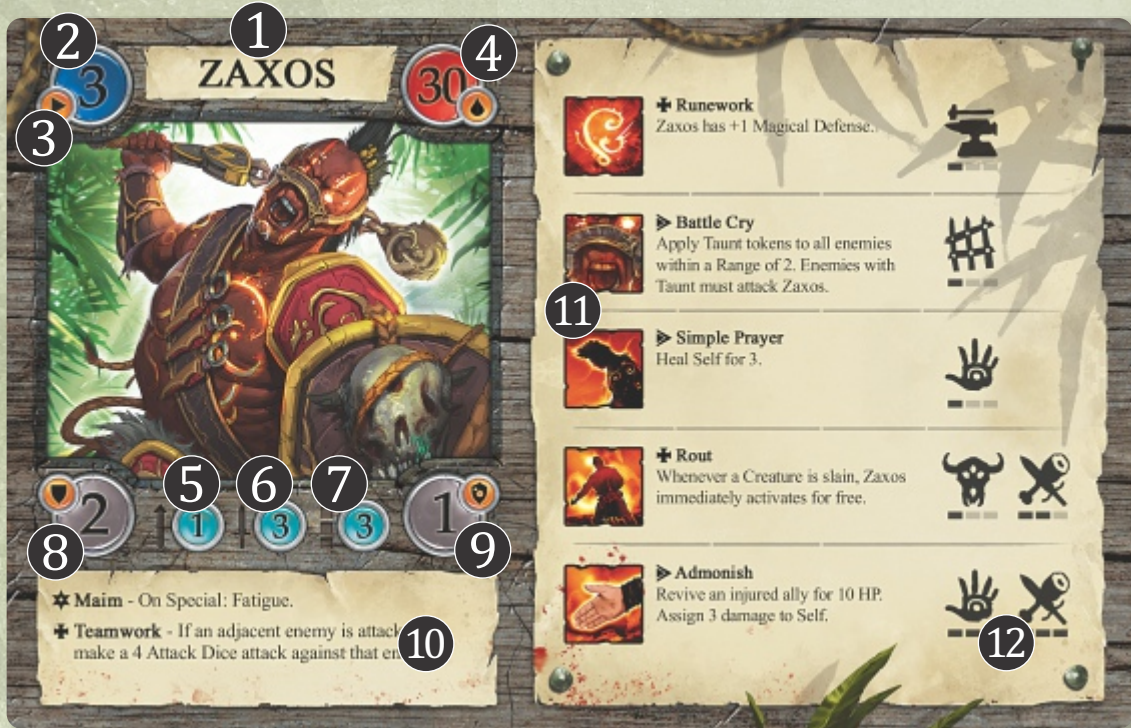 1
2
3
4
ZAXOS
30
3
Runework
Zaxos has +1 Magical Defense.
Battle Cry
Apply Taunt tokens to all enemies
within a Range of 2. Enemies with
Taunt must attack Zaxos.
11
Simple Prayer
Heal Self for 3.
Rout
Whenever a Creature is slain, Zaxos
immediately activates for free.
Admonish
Revive an injured ally for 10 HP.
Assign 3 damage to Self.
12
5
6
7
2
1
3
3
1
8
9
Maim - On Special: Fatigue.
Teamwork - If an adjacent enemy is
make a 4 Attack Dice attack against that
10